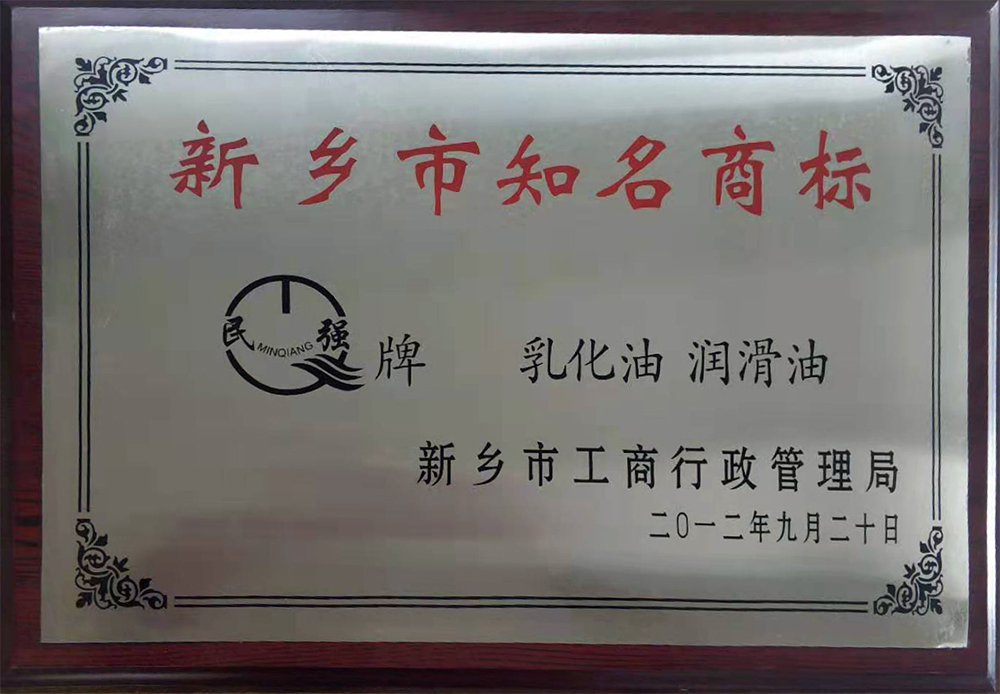 新乡市知名商标
民强 MINQIANG 牌 乳化油 润滑油
新乡市工商行政管理局
二〇一二年九月二十日